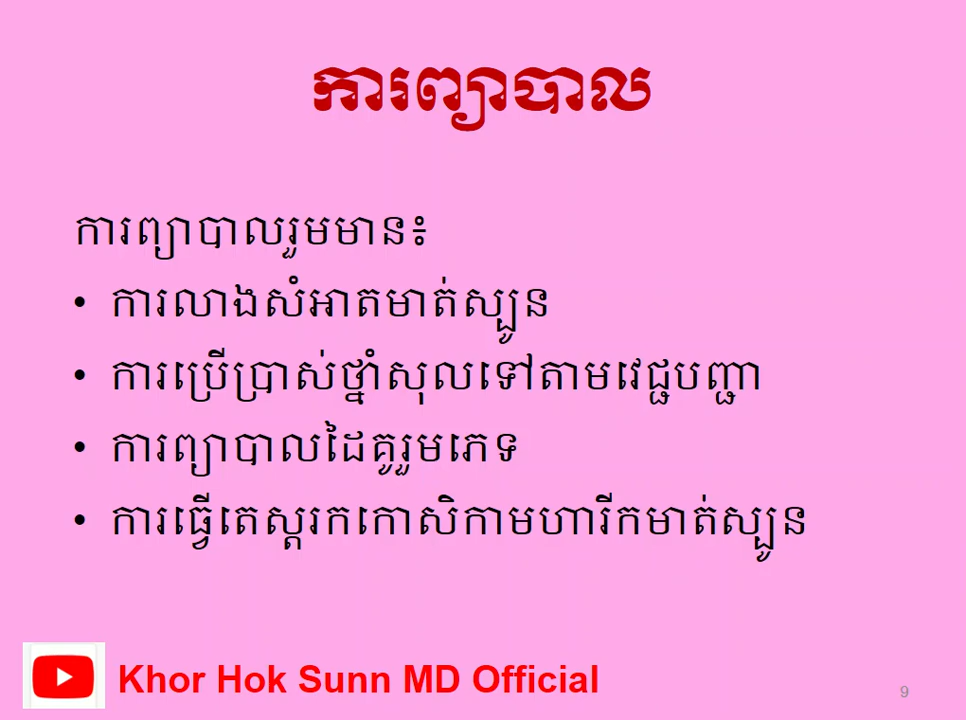 ការព្យាបាល
ការព្យាបាលរួមមាន៖
• ការលាងសំអាតមាត់ស្បូន
• ការប្រើប្រាស់ថ្នាំសុលទៅតាមវេជ្ជបញ្ជា
• ការព្យាបាលដៃគូរួមភេទ
• ការធ្វើតេស្តរកកោសិកាមហារីកមាត់ស្បូន
Khor Hok Sunn MD Official
9